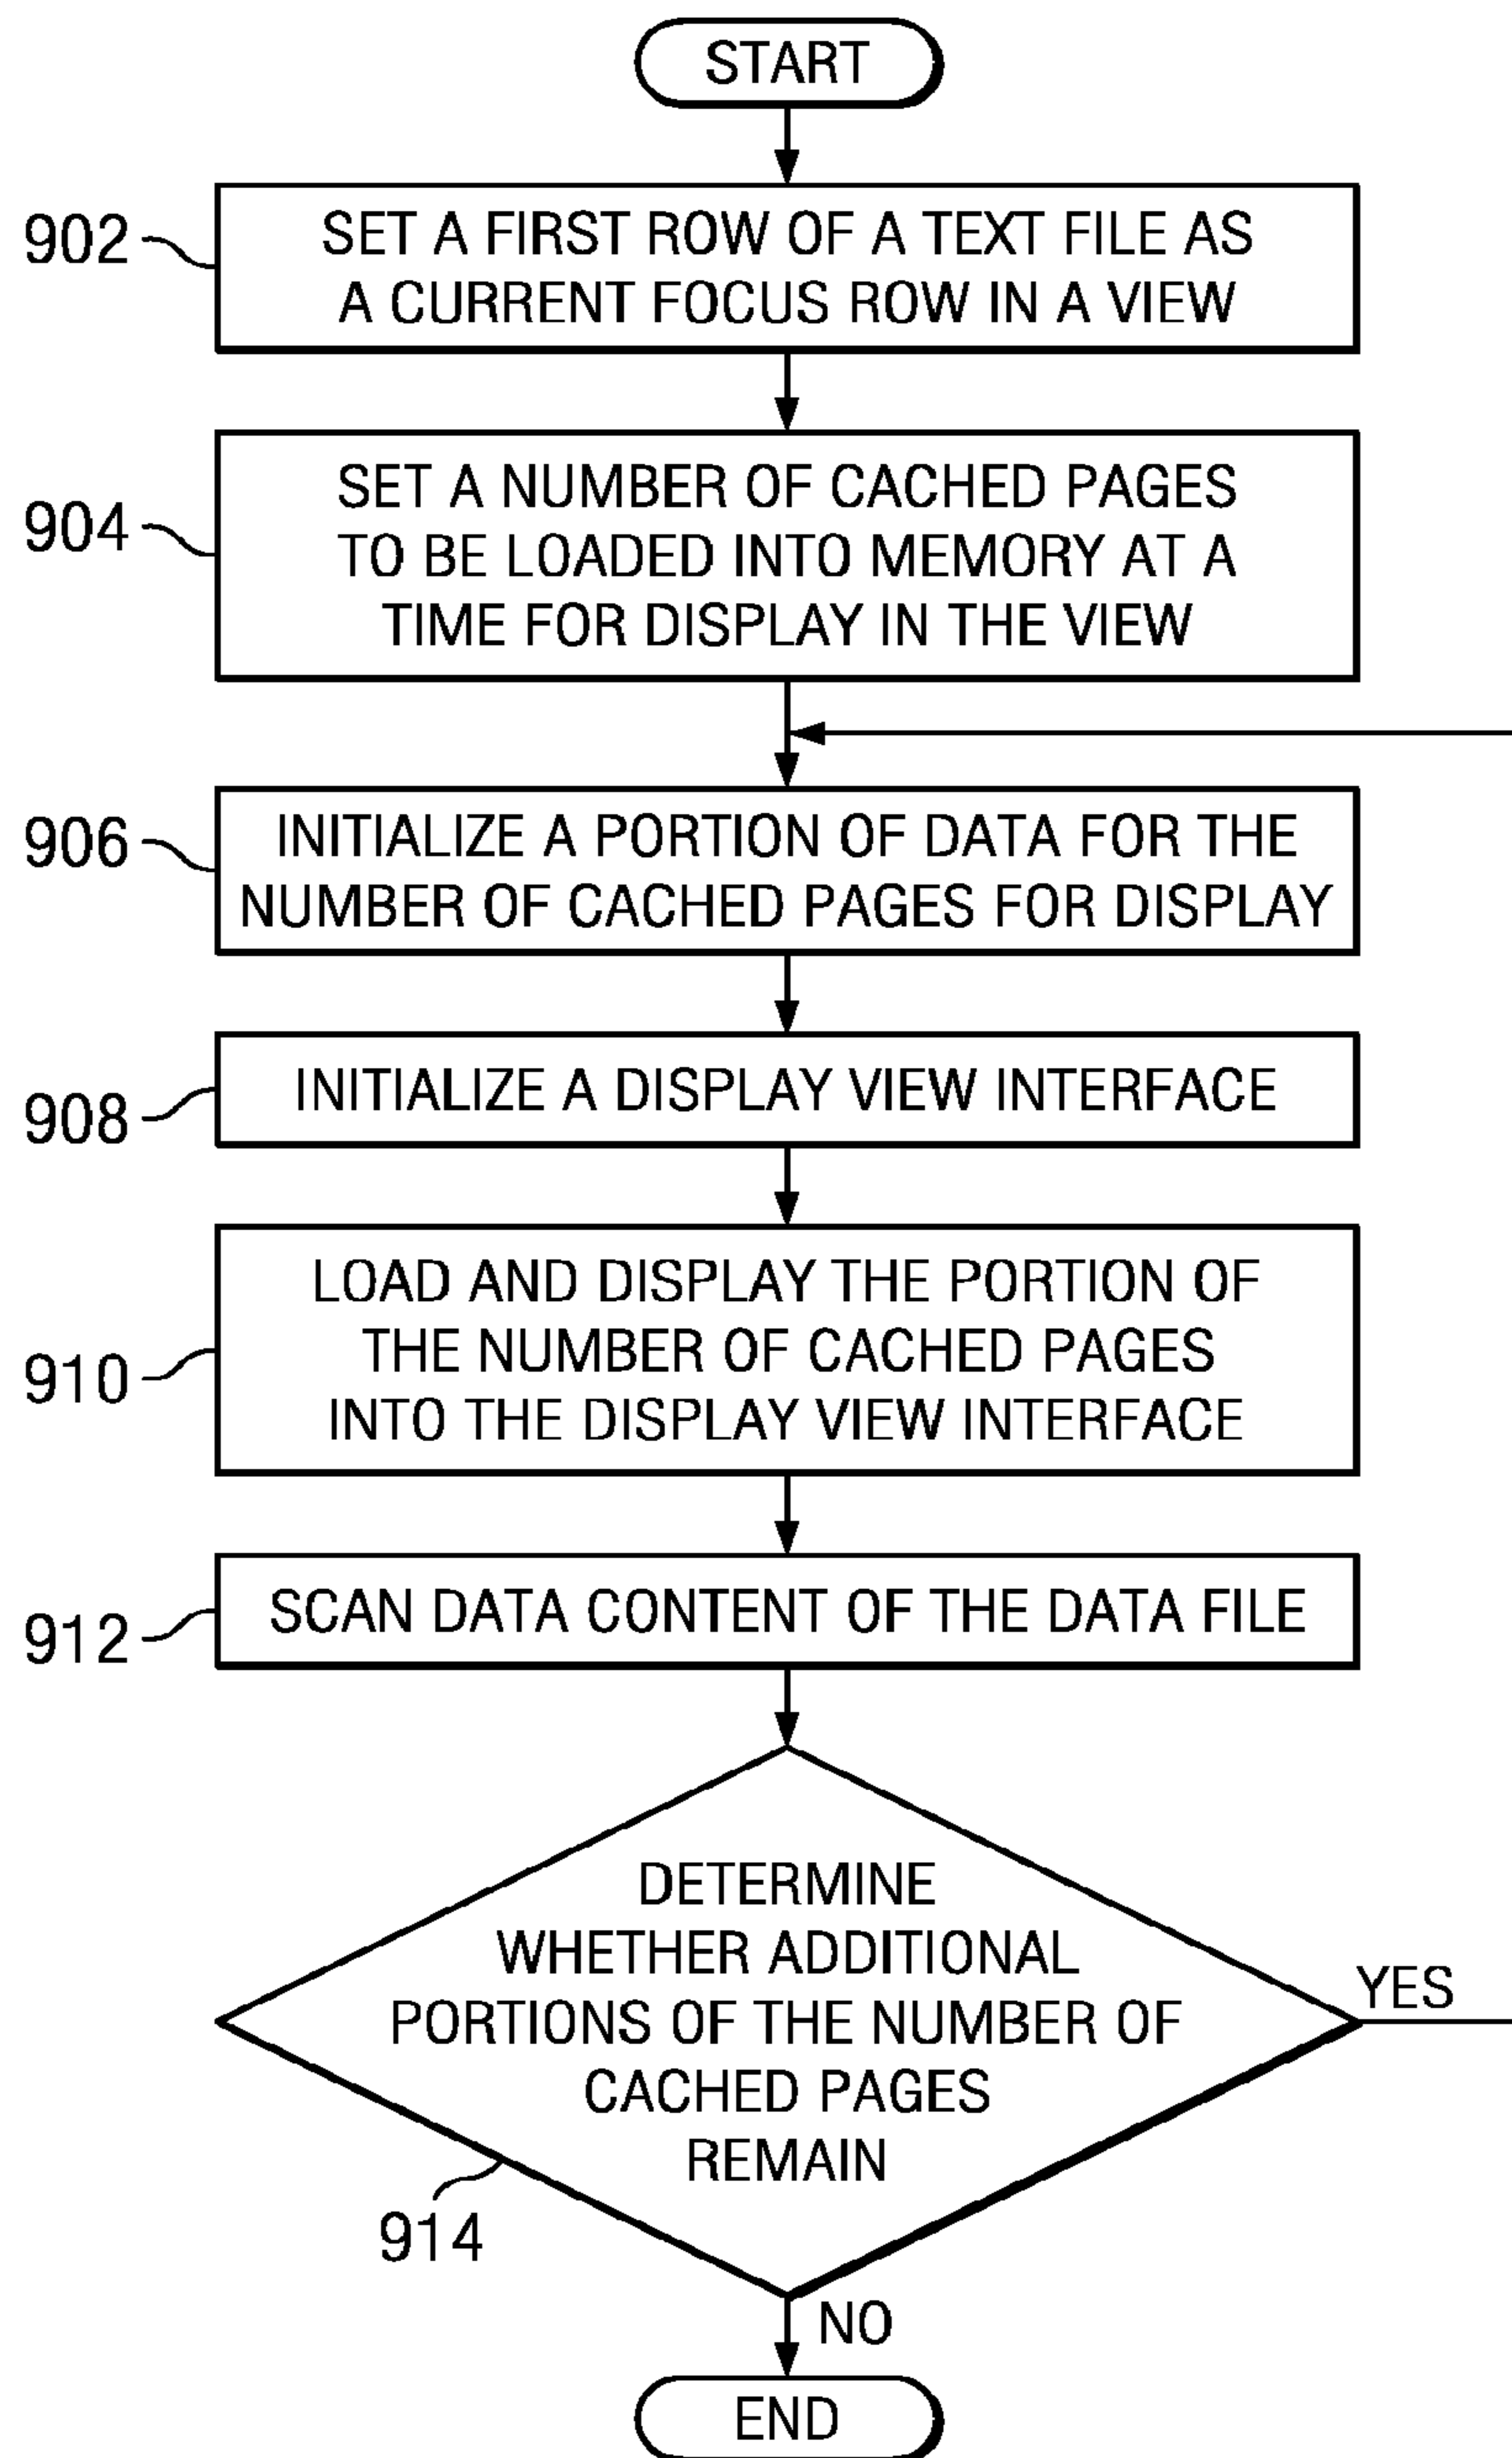 START
902
SET A FIRST ROW OF A TEXT FILE AS
A CURRENT FOCUS ROW IN A VIEW
904
SET A NUMBER OF CACHED PAGES
TO BE LOADED INTO MEMORY AT A
TIME FOR DISPLAY IN THE VIEW
906
INITIALIZE A PORTION OF DATA FOR THE
NUMBER OF CACHED PAGES FOR DISPLAY
908
INITIALIZE A DISPLAY VIEW INTERFACE
910
LOAD AND DISPLAY THE PORTION OF
THE NUMBER OF CACHED PAGES
INTO THE DISPLAY VIEW INTERFACE
912
SCAN DATA CONTENT OF THE DATA FILE
DETERMINE
WHETHER ADDITIONAL
PORTIONS OF THE NUMBER OF
CACHED PAGES
REMAIN
YES
914
NO
END